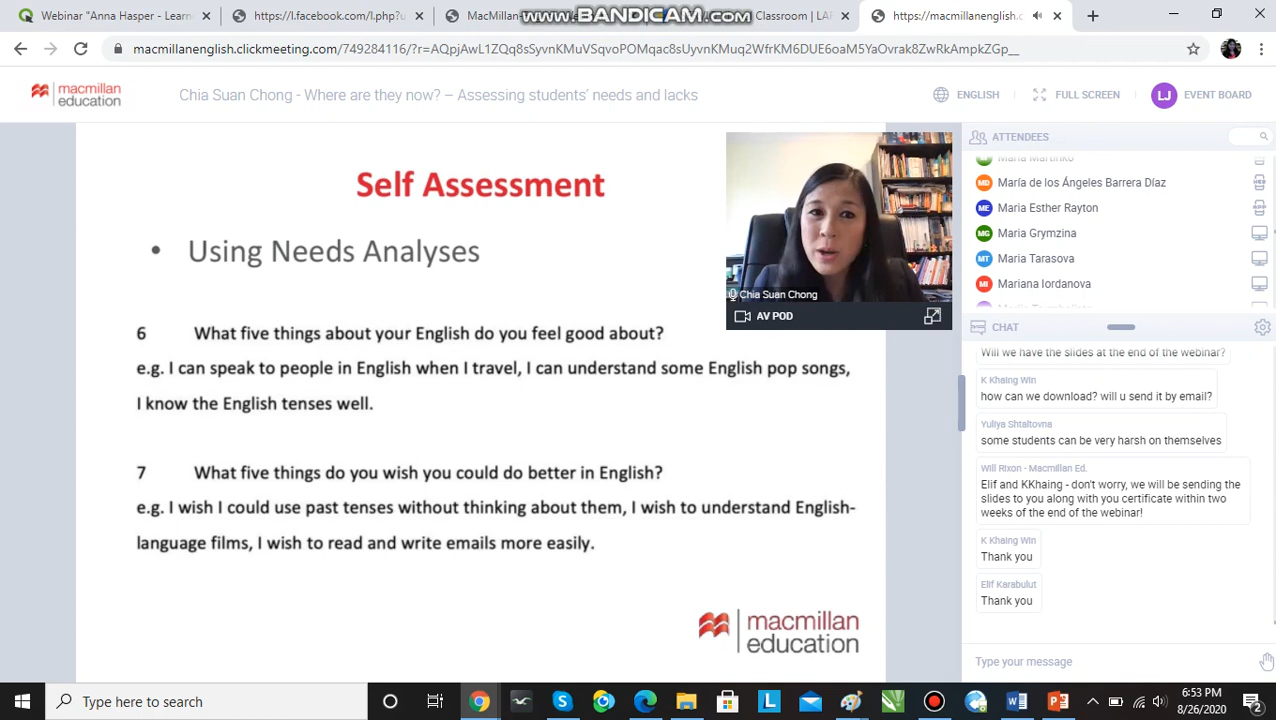 Webinar "Anna Hasper - Learn
https://l.facebook.com/l.php?
MacMillan
www.BANDICAM.com
Classroom | LAF
https://macmillanenglish.c
macmillanenglish.clickmeeting.com/749284116/?r=AQpjAwL1ZQq8sSyvnKMuVSqvoPOMqac8sUyvnKMuq2WfrKM6DUE6oaM5YaOvrak8ZwRkAmpkZGp__
macmillan
education
Chia Suan Chong - Where are they now? – Assessing students' needs and lacks
ENGLISH
FULL SCREEN
LJ
EVENT BOARD
Self Assessment
• Using Needs Analyses
6 What five things about your English do you feel good about?
e.g. I can speak to people in English when I travel, I can understand some English pop songs,
I know the English tenses well.
7 What five things do you wish you could do better in English?
e.g. I wish I could use past tenses without thinking about them, I wish to understand English-
language films, I wish to read and write emails more easily.
macmillan
education
Chia Suan Chong
AV POD
ATTENDEES
Maria Martinko
MD María de los Ángeles Barrera Díaz
ME Maria Esther Rayton
MG Maria Grymzina
MT Maria Tarasova
MI Mariana Iordanova
CHAT
Will we have the slides at the end of the webinar?
K Khaing Win
how can we download? will u send it by email?
Yuliya Shtaltovna
some students can be very harsh on themselves
Will Rixon - Macmillan Ed.
Elif and KKhaing - don't worry, we will be sending the
slides to you along with you certificate within two
weeks of the end of the webinar!
K Khaing Win
Thank you
Elif Karabulut
Thank you
Type your message
Type here to search
6:53 PM
8/26/2020
2